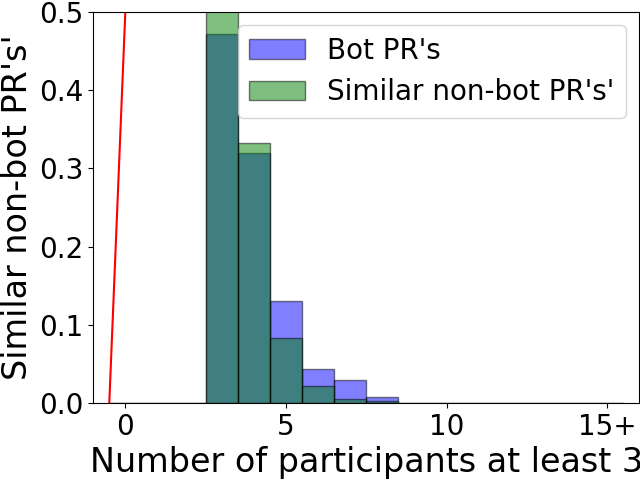 Similar non-bot PR's'
0.5
0.4
0.3
0.2
0.1
0.0
Bot PR's
Similar non-bot PR's'
0
5
10
15+
Number of participants at least 3